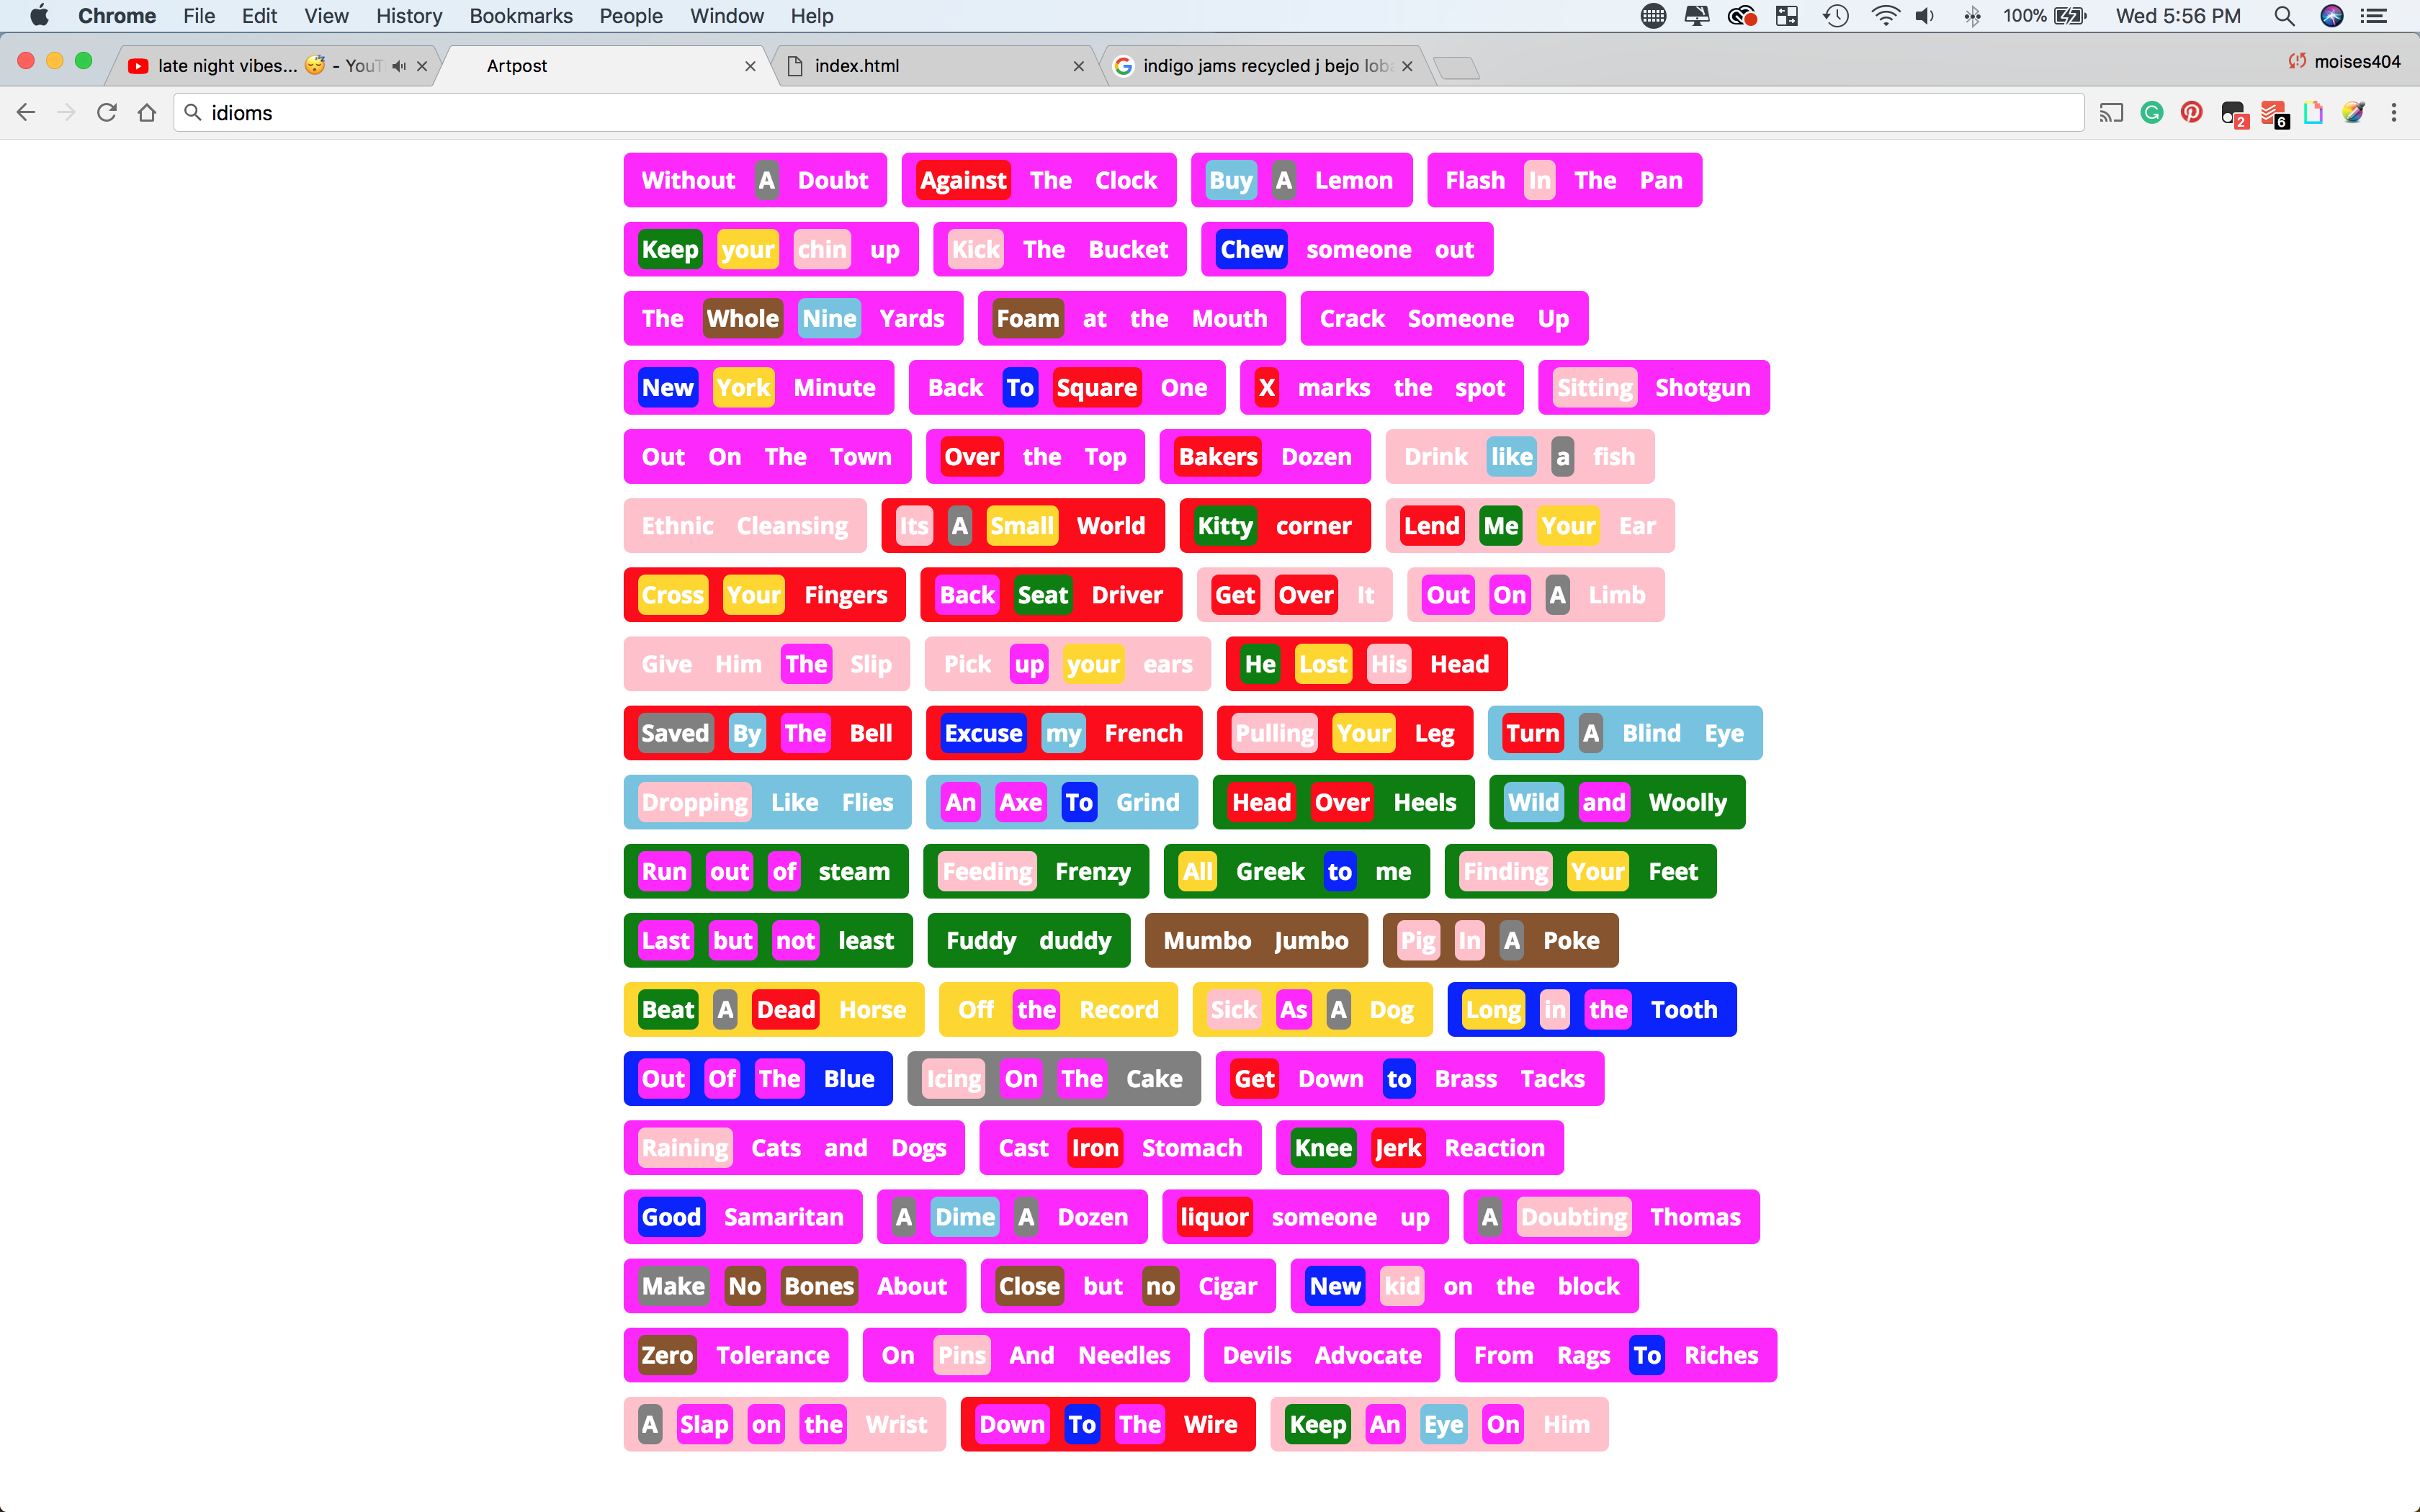 Chrome File Edit View History Bookmarks People Window Help 100% Wed 5:56 PM
late night vibes... 😴 - YouT Artpost index.html indigo jams recycled j bejo lob moises404
idioms 2 6
Without A Doubt Against The Clock Buy A Lemon Flash In The Pan
Keep your chin up Kick The Bucket Chew someone out
The Whole Nine Yards Foam at the Mouth Crack Someone Up
New York Minute Back To Square One X marks the spot Sitting Shotgun
Out On The Town Over the Top Bakers Dozen Drink like a fish
Ethnic Cleansing Its A Small World Kitty corner Lend Me Your Ear
Cross Your Fingers Back Seat Driver Get Over It Out On A Limb
Give Him The Slip Pick up your ears He Lost His Head
Saved By The Bell Excuse my French Pulling Your Leg Turn A Blind Eye
Dropping Like Flies An Axe To Grind Head Over Heels Wild and Woolly
Run out of steam Feeding Frenzy All Greek to me Finding Your Feet
Last but not least Fuddy duddy Mumbo Jumbo Pig In A Poke
Beat A Dead Horse Off the Record Sick As A Dog Long in the Tooth
Out Of The Blue Icing On The Cake Get Down to Brass Tacks
Raining Cats and Dogs Cast Iron Stomach Knee Jerk Reaction
Good Samaritan A Dime A Dozen liquor someone up A Doubting Thomas
Make No Bones About Close but no Cigar New kid on the block
Zero Tolerance On Pins And Needles Devils Advocate From Rags To Riches
A Slap on the Wrist Down To The Wire Keep An Eye On Him